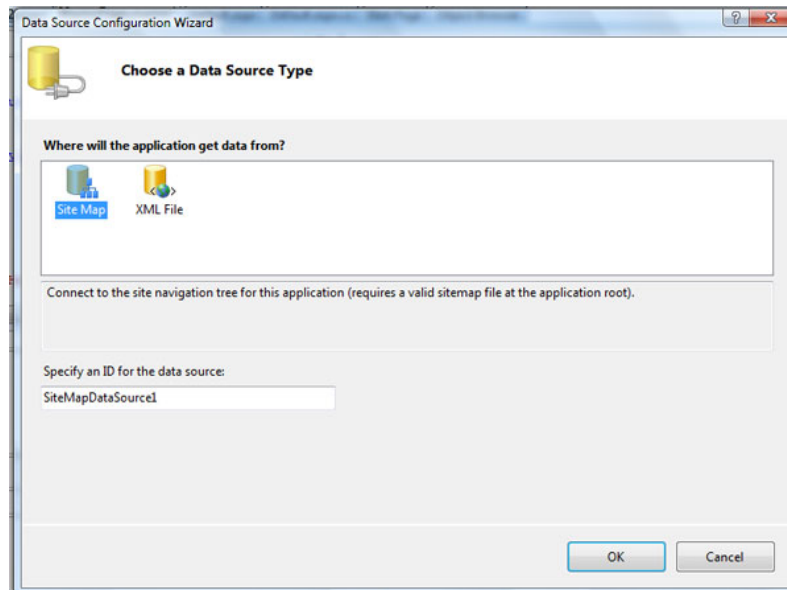 Data Source Configuration Wizard
Choose a Data Source Type
Where will the application get data from?
Site Map
XML File
Connect to the site navigation tree for this application (requires a valid sitemap file at the application root).
Specify an ID for the data source:
SiteMapDataSource1
OK
Cancel